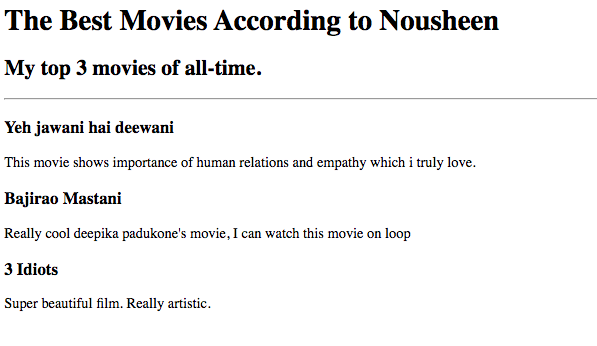 The Best Movies According to Nousheen
My top 3 movies of all-time.
Yeh jawani hai deewani
This movie shows importance of human relations and empathy which i truly love.
Bajirao Mastani
Really cool deepika padukone's movie, I can watch this movie on loop
3 Idiots
Super beautiful film. Really artistic.